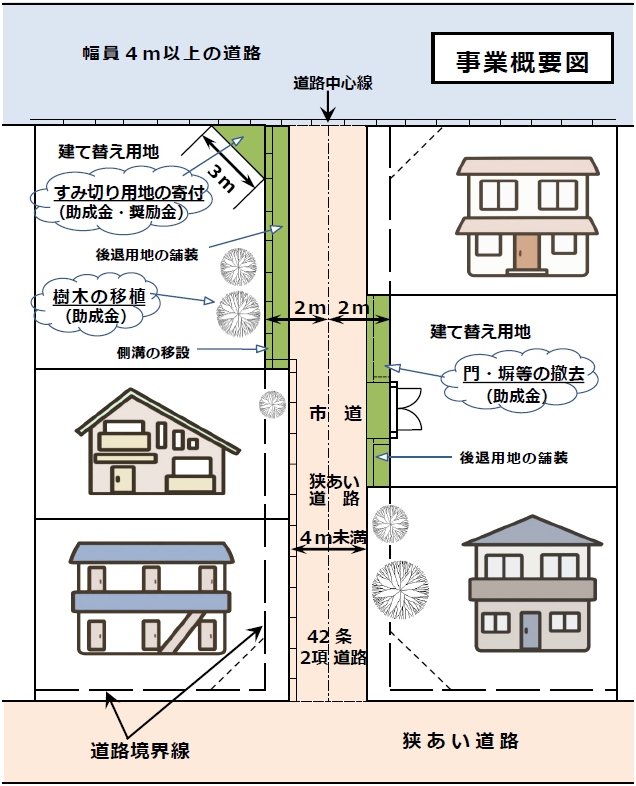 幅員４ｍ以上の道路
事業概要図
道路中心線
建て替え用地
3m
すみ切り用地の寄付
（助成金・奨励金）
後退用地の舗装
樹木の移植
（助成金）
2m 2m
建て替え用地
側溝の移設
門・塀等の撤去
（助成金）
市 道
後退用地の舗装
狭あい
道 路
4m未満
42 条
2項 道路
狭あい道路
道路境界線